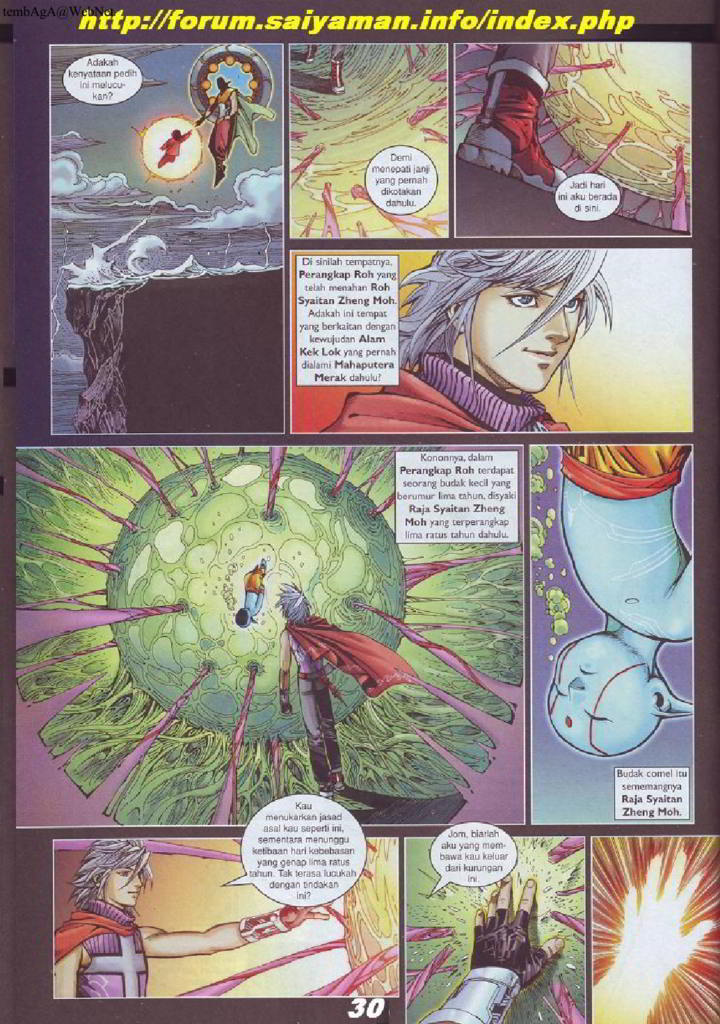 tembAgA@WebNet
http://forum.saiyaman.info/index.php
Adakah
kenyataan pedih
ini melucu-
kan?
Demi
menepati janji
yang pernah
dikotakan
dahulu.
Jadi hari
ini aku berada
di sini.
Di sinilah tempatnya,
Perangkap Roh yang
telah menahan Roh
Syaitan Zheng Moh.
Adakah ini tempat
yang berkaitan dengan
kewujudan Alam
Kek Lok yang pernah
dialami Mahaputera
Merak dahulu?
Kononnya, dalam
Perangkap Roh terdapat
seorang budak kecil yang
berumur lima tahun, disyaki
Raja Syaitan Zheng
Moh yang terperangkap
lima ratus tahun dahulu.
Budak comel itu
sememangnya
Raja Syaitan
Zheng Moh.
Kau
menukarkan jasad
asal kau seperti ini,
sementara menunggu
ketibaan hari kebebasan
yang genap lima ratus
tahun. Tak terasa lucukah
dengan tindakan
ini?
Jom, biarlah
aku yang mem-
bawa kau keluar
dari kurungan
ini.
30